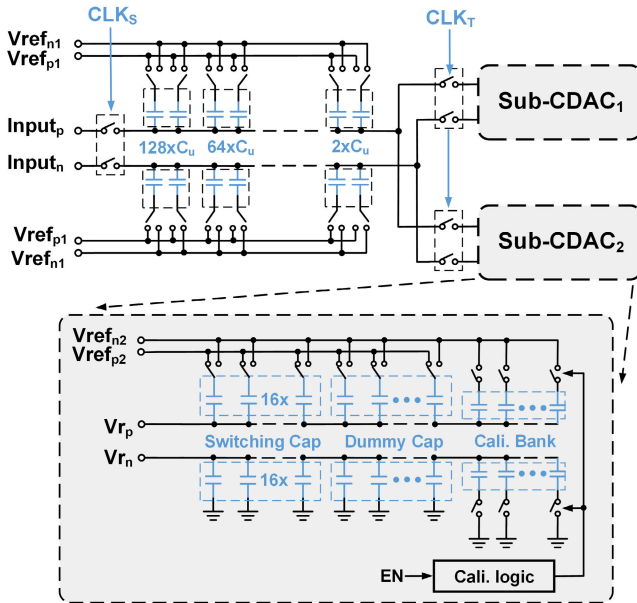 CLKS
CLKT
Vrefn1
Vrefp1
Sub-CDAC1
Inputp
128xCu
64xCu
2xCu
Inputn
Vrefp1
Vrefn1
Sub-CDAC2
Vrefn2
Vrefp2
16x
Vrp
Switching Cap
Dummy Cap
Cali. Bank
Vrn
16x
EN
Cali. logic